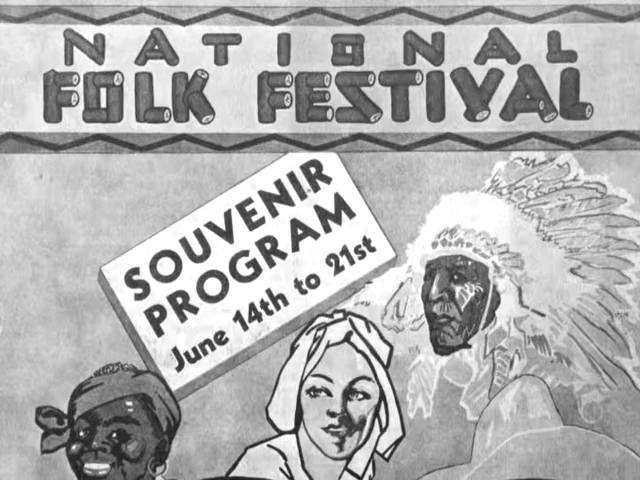 NATIONAL
FOLK FESTIVAL
SOUVENIR
PROGRAM
June 14th to 21st